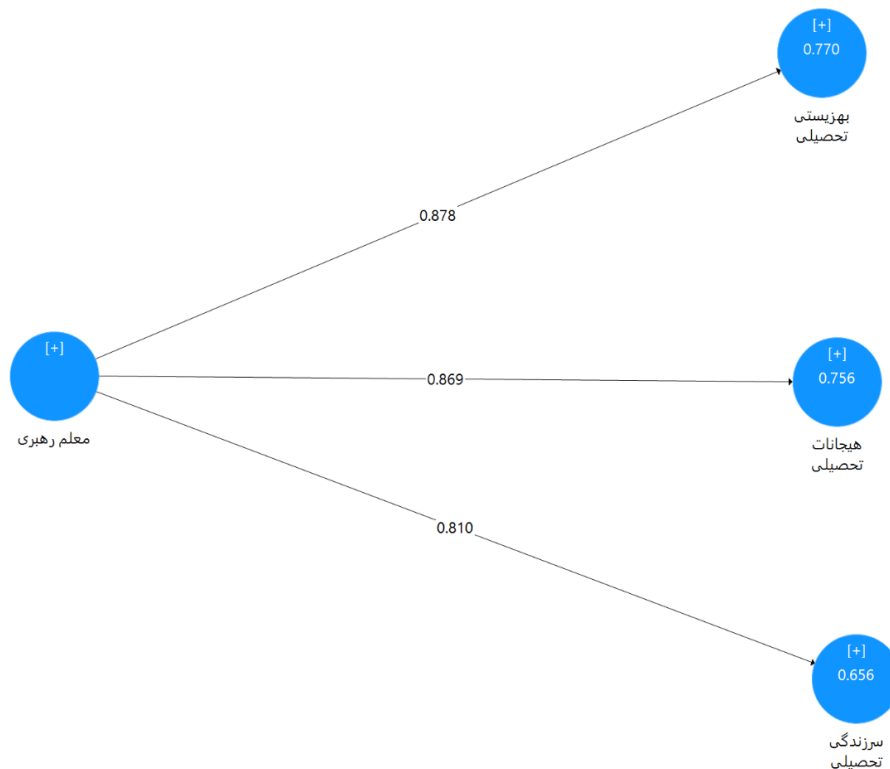 [+]
0.770
بهزیستی
تحصیلی
0.878
[+]
معلم رهبری
0.869
[+]
0.756
هیجانات
تحصیلی
0.810
[+]
0.656
سرزندگی
تحصیلی